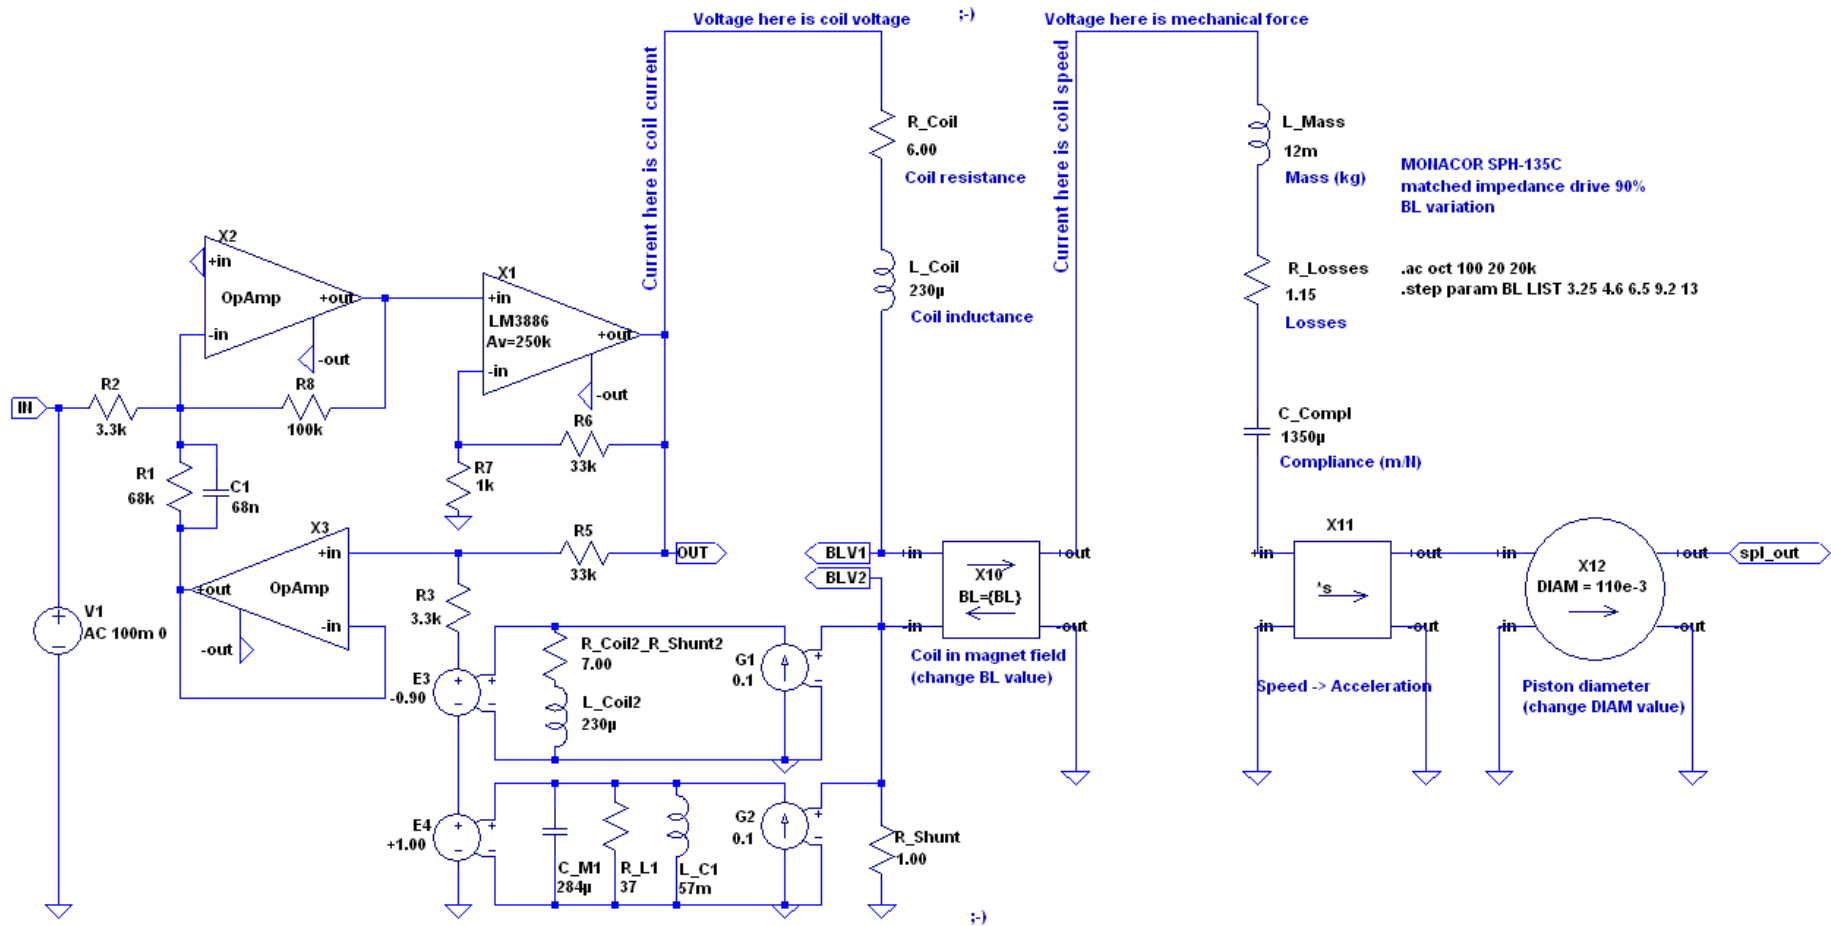 Voltage here is coil voltage
;-)
Voltage here is mechanical force
Current here is coil current
Current here is coil speed
R_Coil
6.00
Coil resistance
L_Mass
12m
Mass (kg)
MONACOR SPH-135C
matched impedance drive 90%
BL variation
X2
+in
OpAmp
+out
-in
-out
X1
+in
LM3886
Av=250k
+out
-in
-out
L_Coil
230µ
Coil inductance
R_Losses
1.15
Losses
.ac oct 100 20 20k
.step param BL LIST 3.25 4.6 6.5 9.2 13
IN
R2
3.3k
R8
100k
R6
33k
R7
1k
C_Compl
1350µ
Compliance (m/N)
R1
68k
C1
68n
X3
+in
OpAmp
+out
-in
-out
R5
33k
OUT
BLV1
BLV2
+in
+out
X10
BL={BL}
-in
-out
Coil in magnet field
(change BL value)
X11
+in
+out
*s
-in
-out
Speed -> Acceleration
+in
+out
X12
DIAM = 110e-3
-in
-out
Piston diameter
(change DIAM value)
spl_out
V1
AC 100m 0
R3
3.3k
E3
-0.90
R_Coil2_R_Shunt2
7.00
L_Coil2
230µ
G1
0.1
E4
+1.00
C_M1
284µ
R_L1
37
L_C1
57m
G2
0.1
R_Shunt
1.00
;-)